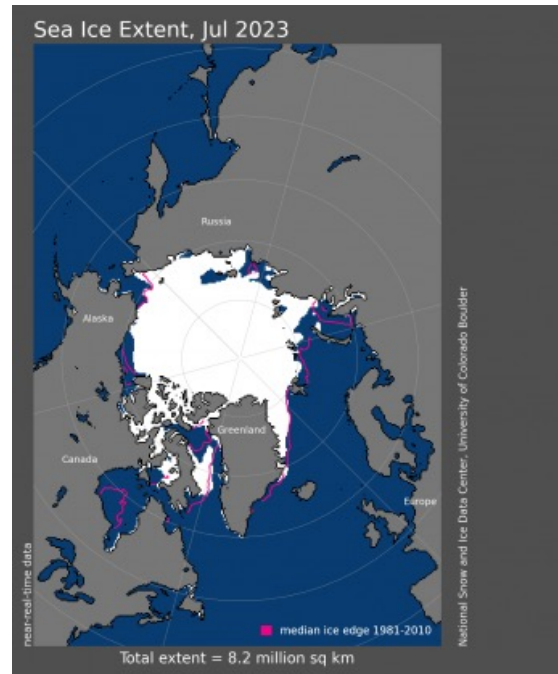 Sea Ice Extent, Jul 2023
Russia
Alaska
Greenland
Canada
Europe
near-real-time data
National Snow and Ice Data Center, University of Colorado Boulder
median ice edge 1981-2010
Total extent = 8.2 million sq km